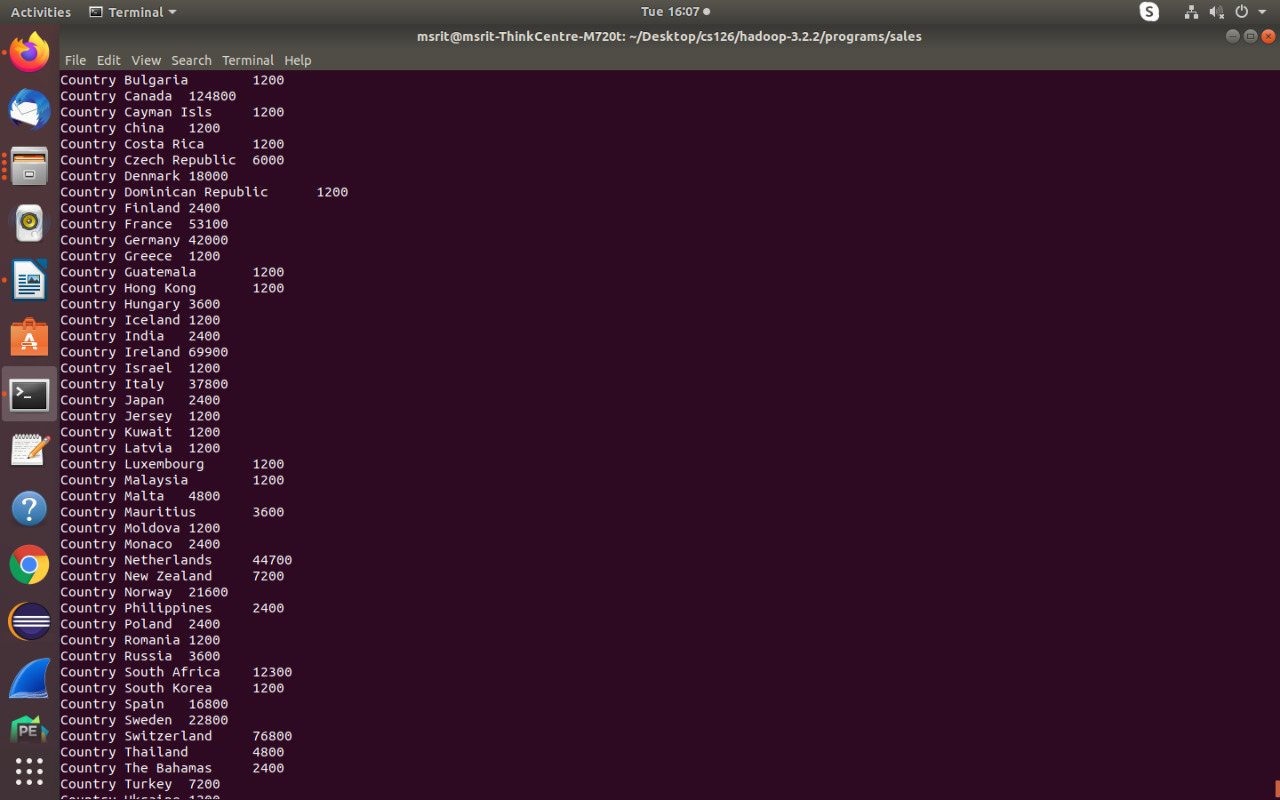 Activities Terminal Tue 16:07
msrit@msrit-ThinkCentre-M720t: ~/Desktop/cs126/hadoop-3.2.2/programs/sales
File Edit View Search Terminal Help
Country Bulgaria 1200
Country Canada 124800
Country Cayman Isls 1200
Country China 1200
Country Costa Rica 1200
Country Czech Republic 6000
Country Denmark 18000
Country Dominican Republic 1200
Country Finland 2400
Country France 53100
Country Germany 42000
Country Greece 1200
Country Guatemala 1200
Country Hong Kong 1200
Country Hungary 3600
Country Iceland 1200
Country India 2400
Country Ireland 69900
Country Israel 1200
Country Italy 37800
Country Japan 2400
Country Jersey 1200
Country Kuwait 1200
Country Latvia 1200
Country Luxembourg 1200
Country Malaysia 1200
Country Malta 4800
Country Mauritius 3600
Country Moldova 1200
Country Monaco 2400
Country Netherlands 44700
Country New Zealand 7200
Country Norway 21600
Country Philippines 2400
Country Poland 2400
Country Romania 1200
Country Russia 3600
Country South Africa 12300
Country South Korea 1200
Country Spain 16800
Country Sweden 22800
Country Switzerland 76800
Country Thailand 4800
Country The Bahamas 2400
Country Turkey 7200
Country Ukraine 1200
PE